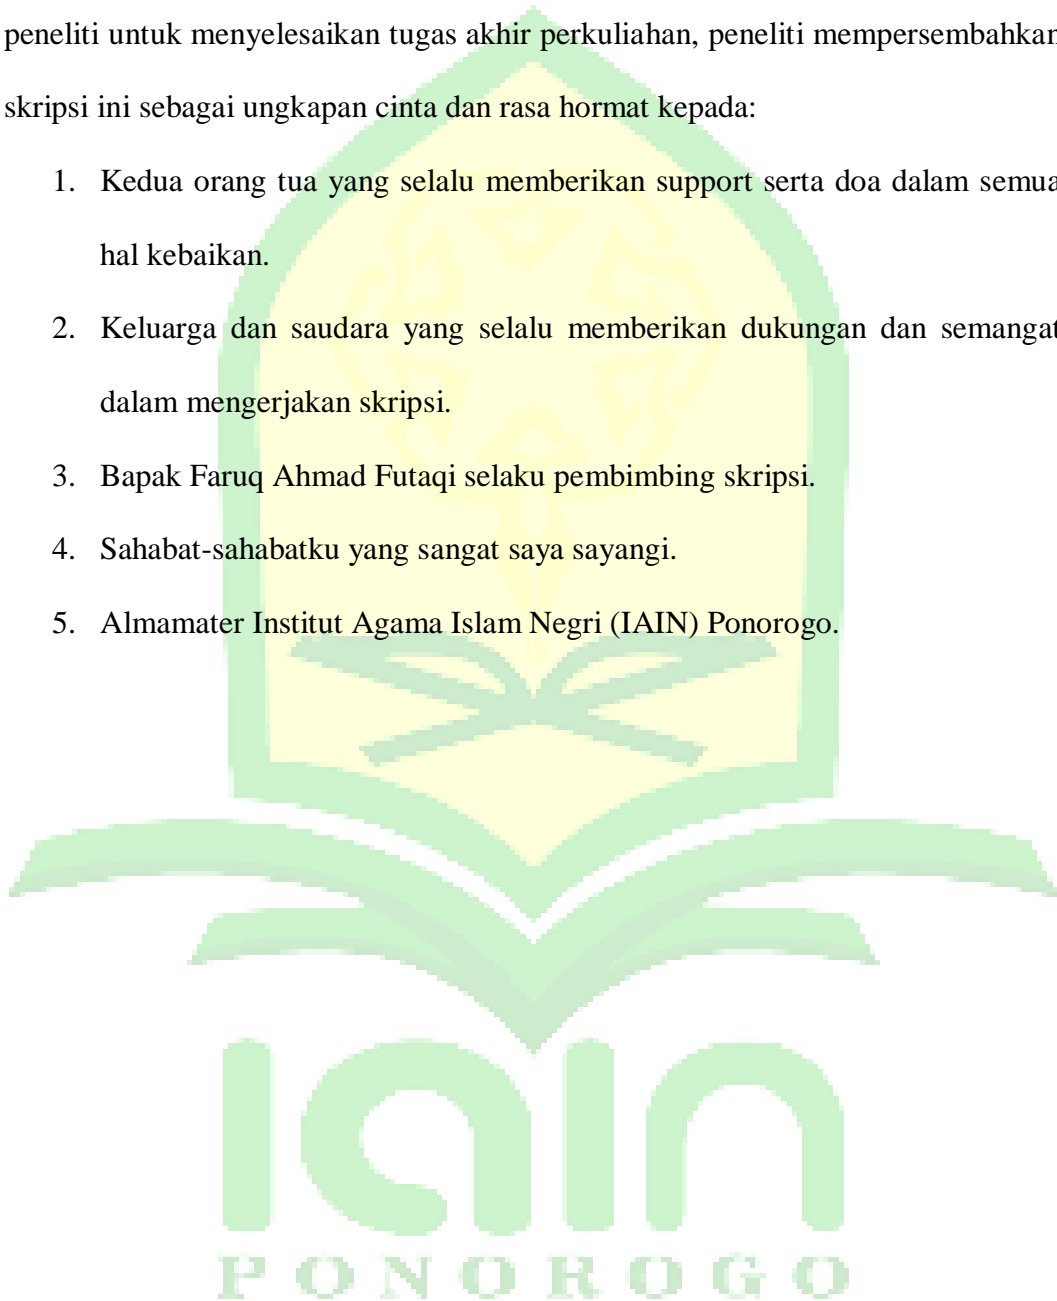 peneliti untuk menyelesaikan tugas akhir perkuliahan, peneliti mempersembahkan
skripsi ini sebagai ungkapan cinta dan rasa hormat kepada:
1. Kedua orang tua yang selalu memberikan support serta doa dalam semua
hal kebaikan.
2. Keluarga dan saudara yang selalu memberikan dukungan dan semangat
dalam mengerjakan skripsi.
3. Bapak Faruq Ahmad Futaqi selaku pembimbing skripsi.
4. Sahabat-sahabatku yang sangat saya sayangi.
5. Almamater Institut Agama Islam Negri (IAIN) Ponorogo.
iain
PONOROGO